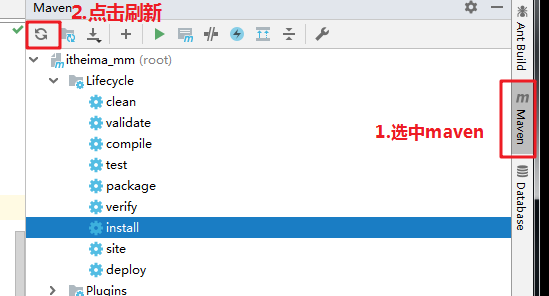 2.点击刷新
Maven:
itheima_mm (root)
Lifecycle
clean
validate
compile
test
package
verify
install
site
deploy
Plugins
1.选中maven
Ant Build
m Maven
Database